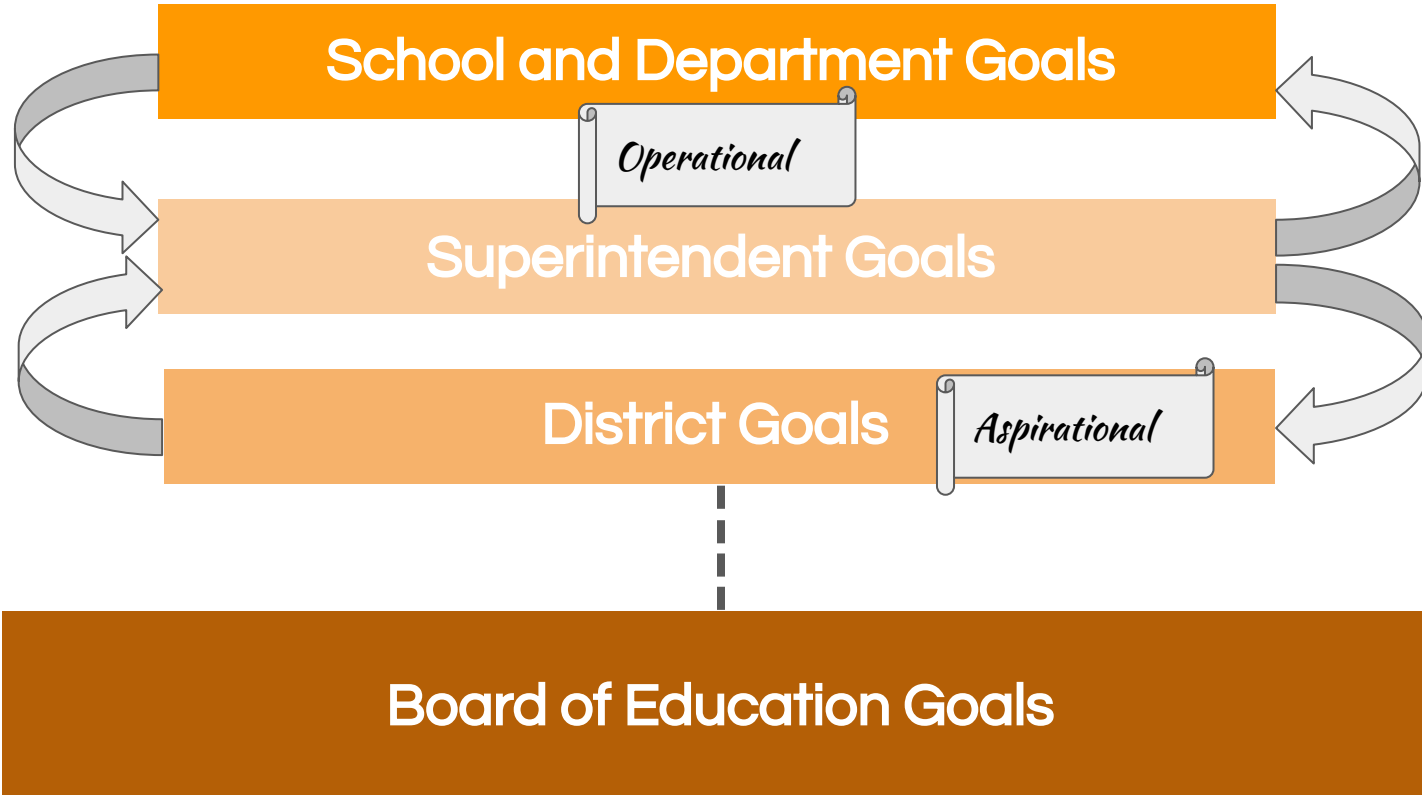 School and Department Goals
Operational
Superintendent Goals
District Goals
Aspirational
Board of Education Goals